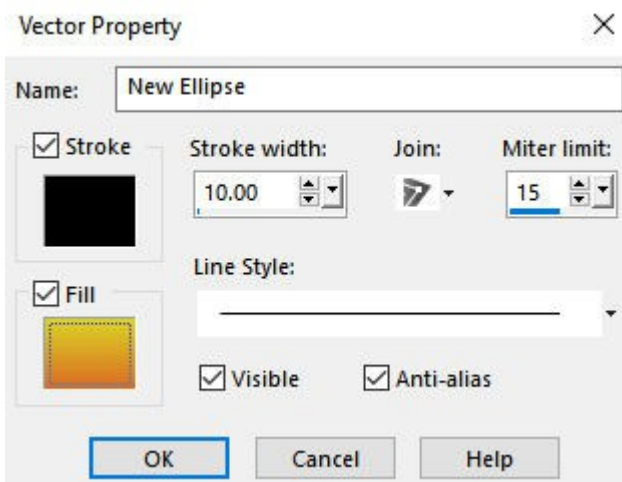 Vector Property
Name: New Ellipse
Stroke Stroke width: Join: Miter limit:
10.00 15
Line Style:
Fill
Visible Anti-alias
OK Cancel Help